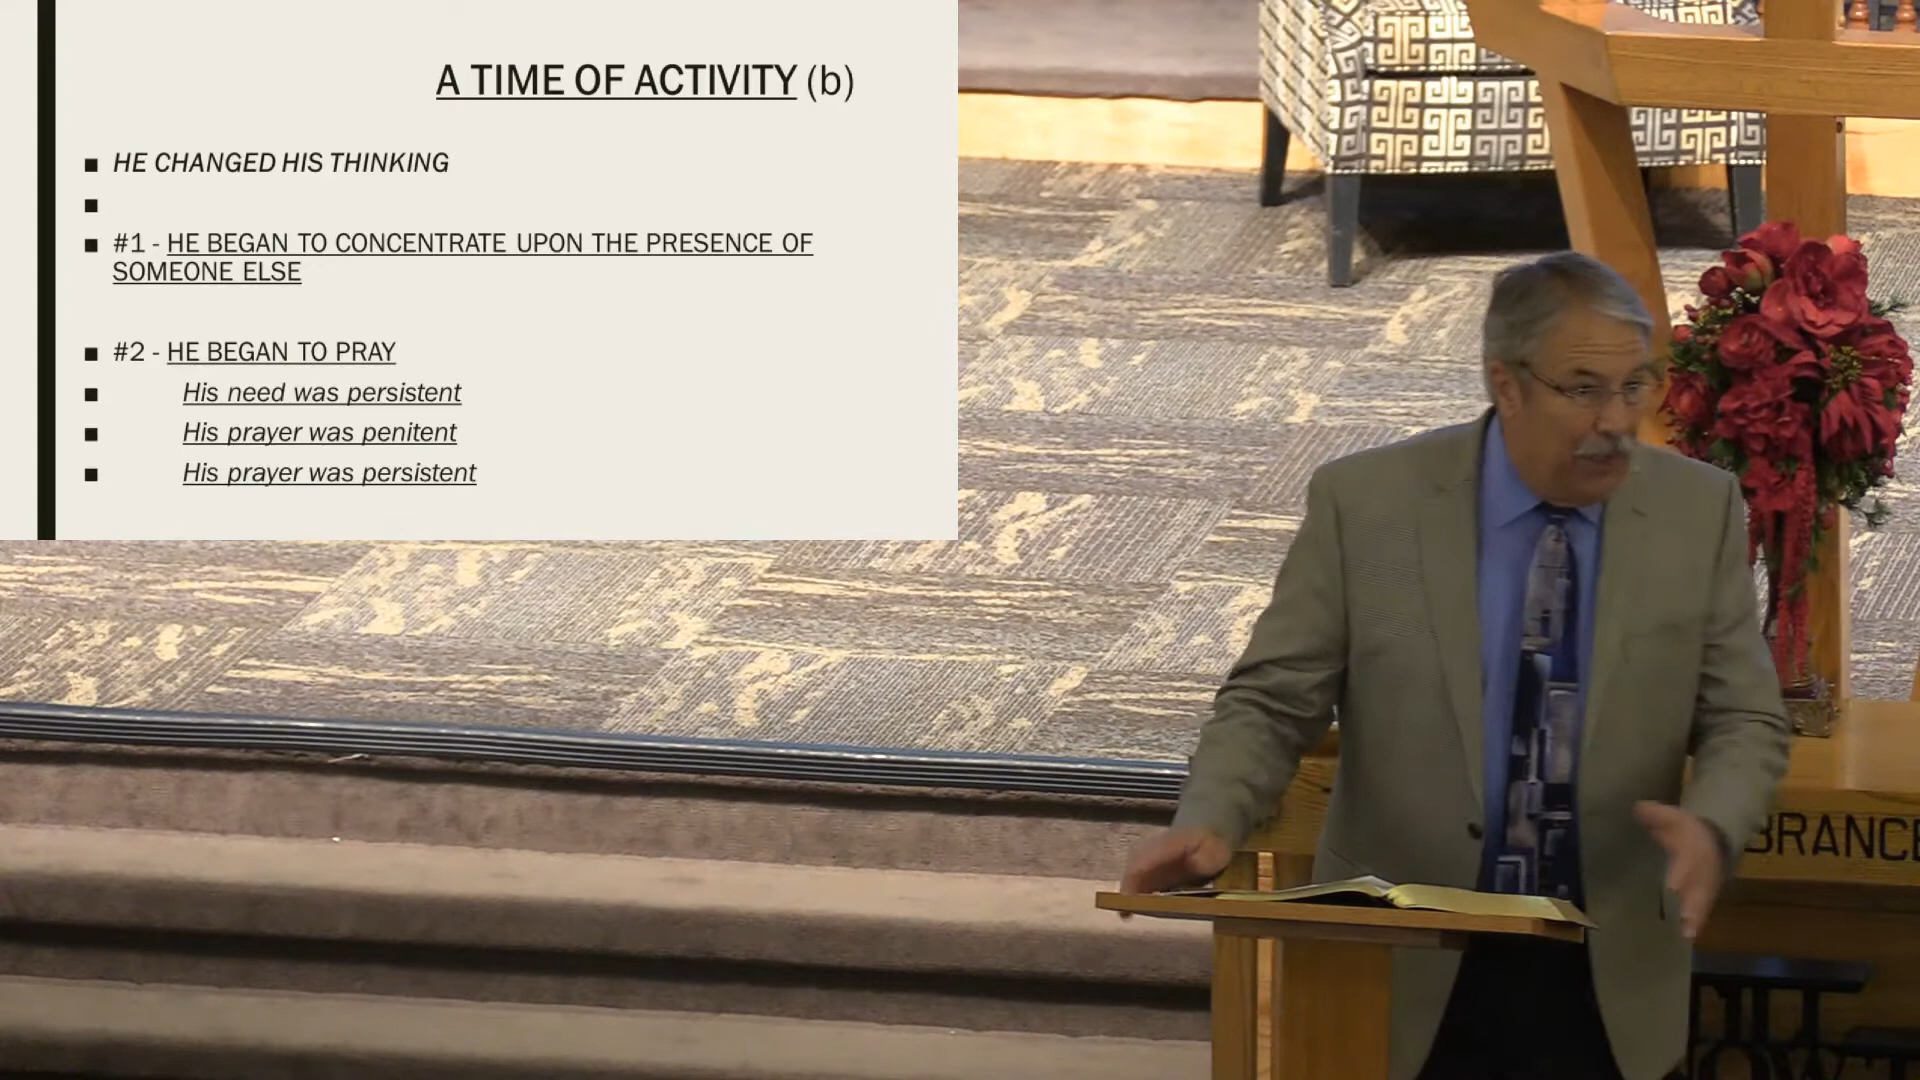 A TIME OF ACTIVITY (b)
HE CHANGED HIS THINKING
#1 - HE BEGAN TO CONCENTRATE UPON THE PRESENCE OF
SOMEONE ELSE
#2 - HE BEGAN TO PRAY
His need was persistent
His prayer was penitent
His prayer was persistent
BRANCE